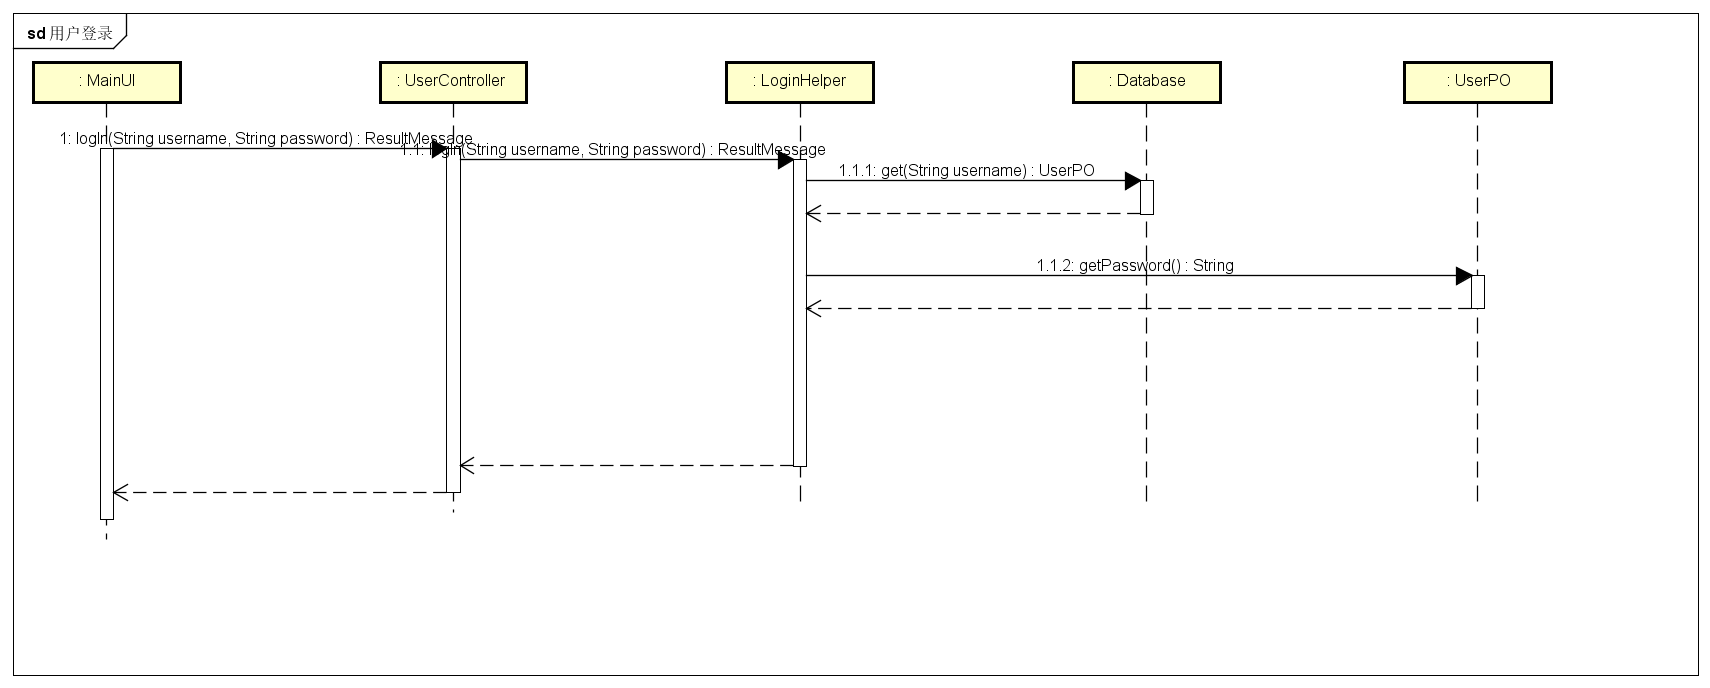 sd 用户登录
: MainUI
: UserController
: LoginHelper
: Database
: UserPO
1: logIn(String username, String password) : ResultMessage
1.1: login(String username, String password) : ResultMessage
1.1.1: get(String username) : UserPO
1.1.2: getPassword() : String